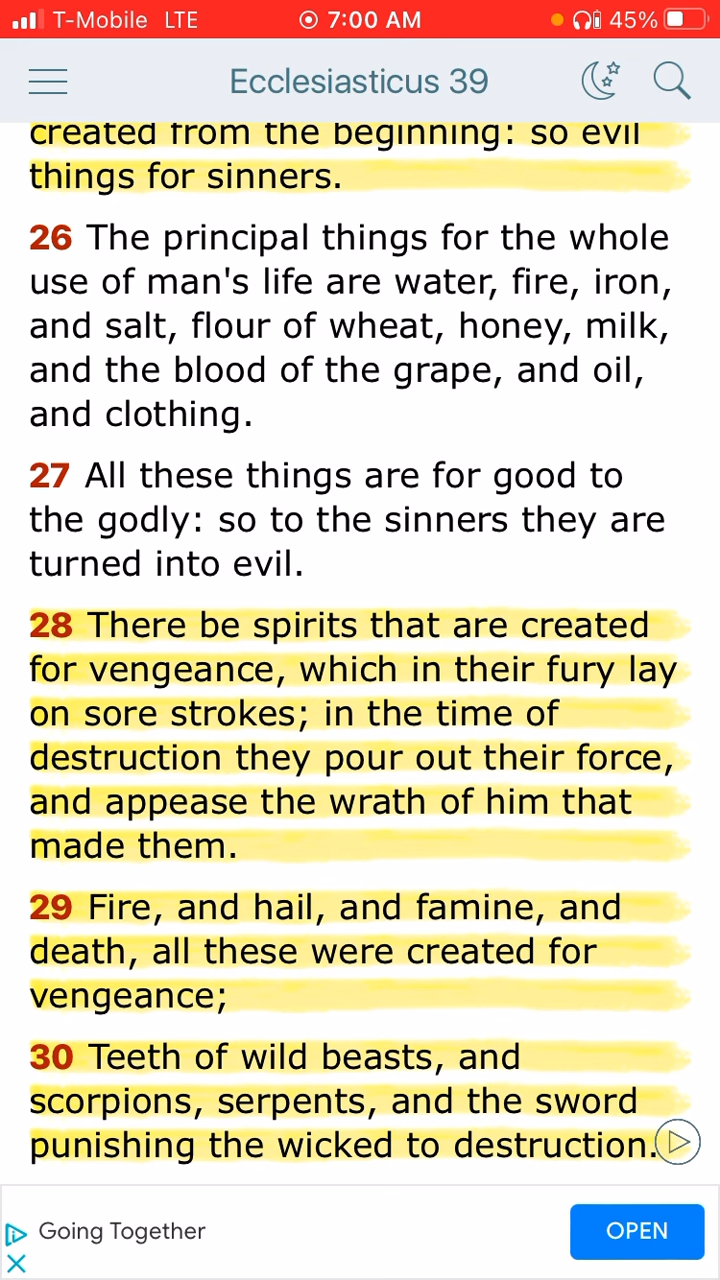 T-Mobile LTE 7:00 AM 45%
Ecclesiasticus 39
created from the beginning: so evil
things for sinners.
26 The principal things for the whole
use of man's life are water, fire, iron,
and salt, flour of wheat, honey, milk,
and the blood of the grape, and oil,
and clothing.
27 All these things are for good to
the godly: so to the sinners they are
turned into evil.
28 There be spirits that are created
for vengeance, which in their fury lay
on sore strokes; in the time of
destruction they pour out their force,
and appease the wrath of him that
made them.
29 Fire, and hail, and famine, and
death, all these were created for
vengeance;
30 Teeth of wild beasts, and
scorpions, serpents, and the sword
punishing the wicked to destruction.
Going Together
OPEN